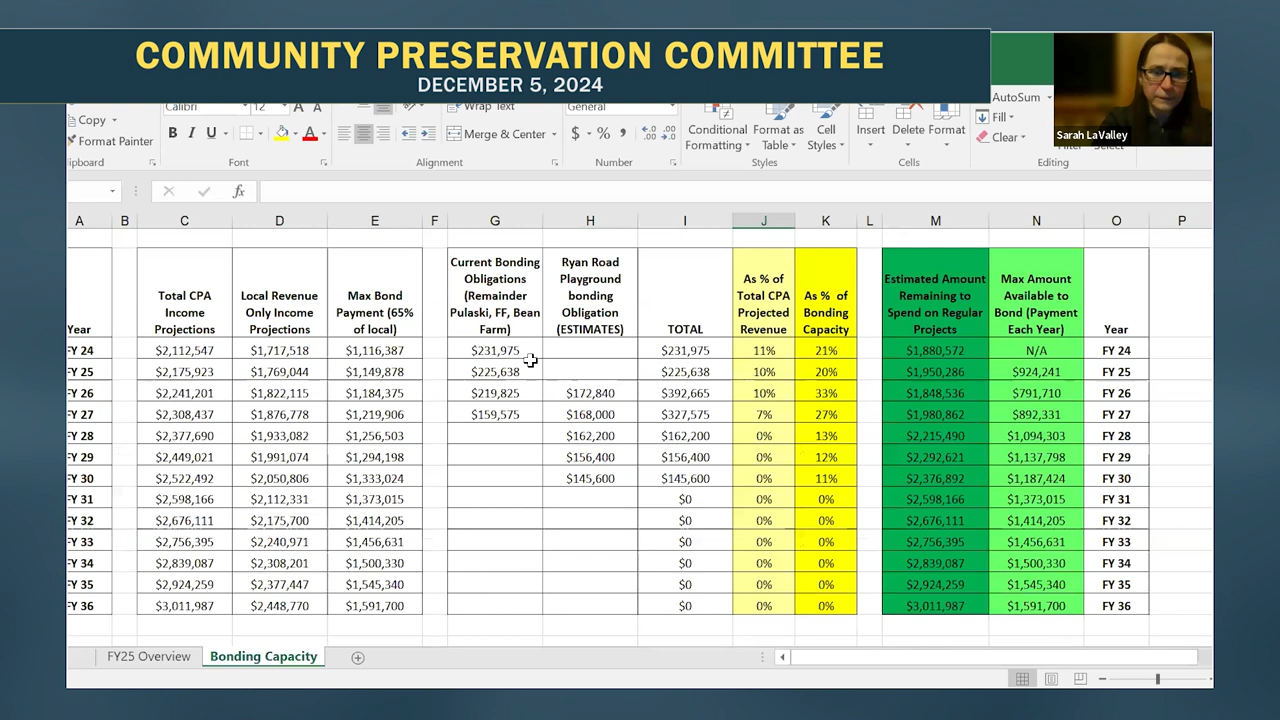 COMMUNITY PRESERVATION COMMITTEE
DECEMBER 5, 2024
Sarah LaValley
Calibri 12 A A Wrap Text General AutoSum
Copy
Format Painter
B I U A Merge & Center $ % , Conditional Format Cell Insert Delete Format Fill
Formatting Table Styles Clear
Clipboard Font Alignment Number Styles Cells Editing
fx
A B C D E F G H I J K L M N O P
Year Total CPA Income Projections Local Revenue Only Income Projections Max Bond Payment (65% of local) Current Bonding Obligations (Remainder Pulaski, FF, Bean Farm) Ryan Road Playground bonding Obligation (ESTIMATES) TOTAL As % of Total CPA Projected Revenue As % of Bonding Capacity Estimated Amount Remaining to Spend on Regular Projects Max Amount Available to Bond (Payment Each Year) Year
FY 24 $2,112,547 $1,717,518 $1,116,387 $231,975 $231,975 11% 21% $1,880,572 N/A FY 24
FY 25 $2,175,923 $1,769,044 $1,149,878 $225,638 $225,638 10% 20% $1,950,286 $924,241 FY 25
FY 26 $2,241,201 $1,822,115 $1,184,375 $219,825 $172,840 $392,665 10% 33% $1,848,536 $791,710 FY 26
FY 27 $2,308,437 $1,876,778 $1,219,906 $159,575 $168,000 $327,575 7% 27% $1,980,862 $892,331 FY 27
FY 28 $2,377,690 $1,933,082 $1,256,503 $162,200 $162,200 0% 13% $2,215,490 $1,094,303 FY 28
FY 29 $2,449,021 $1,991,074 $1,294,198 $156,400 $156,400 0% 12% $2,292,621 $1,137,798 FY 29
FY 30 $2,522,492 $2,050,806 $1,333,024 $145,600 $145,600 0% 11% $2,376,892 $1,187,424 FY 30
FY 31 $2,598,166 $2,112,331 $1,373,015 $0 0% 0% $2,598,166 $1,373,015 FY 31
FY 32 $2,676,111 $2,175,700 $1,414,205 $0 0% 0% $2,676,111 $1,414,205 FY 32
FY 33 $2,756,395 $2,240,971 $1,456,631 $0 0% 0% $2,756,395 $1,456,631 FY 33
FY 34 $2,839,087 $2,308,201 $1,500,330 $0 0% 0% $2,839,087 $1,500,330 FY 34
FY 35 $2,924,259 $2,377,447 $1,545,340 $0 0% 0% $2,924,259 $1,545,340 FY 35
FY 36 $3,011,987 $2,448,770 $1,591,700 $0 0% 0% $3,011,987 $1,591,700 FY 36
FY25 Overview Bonding Capacity